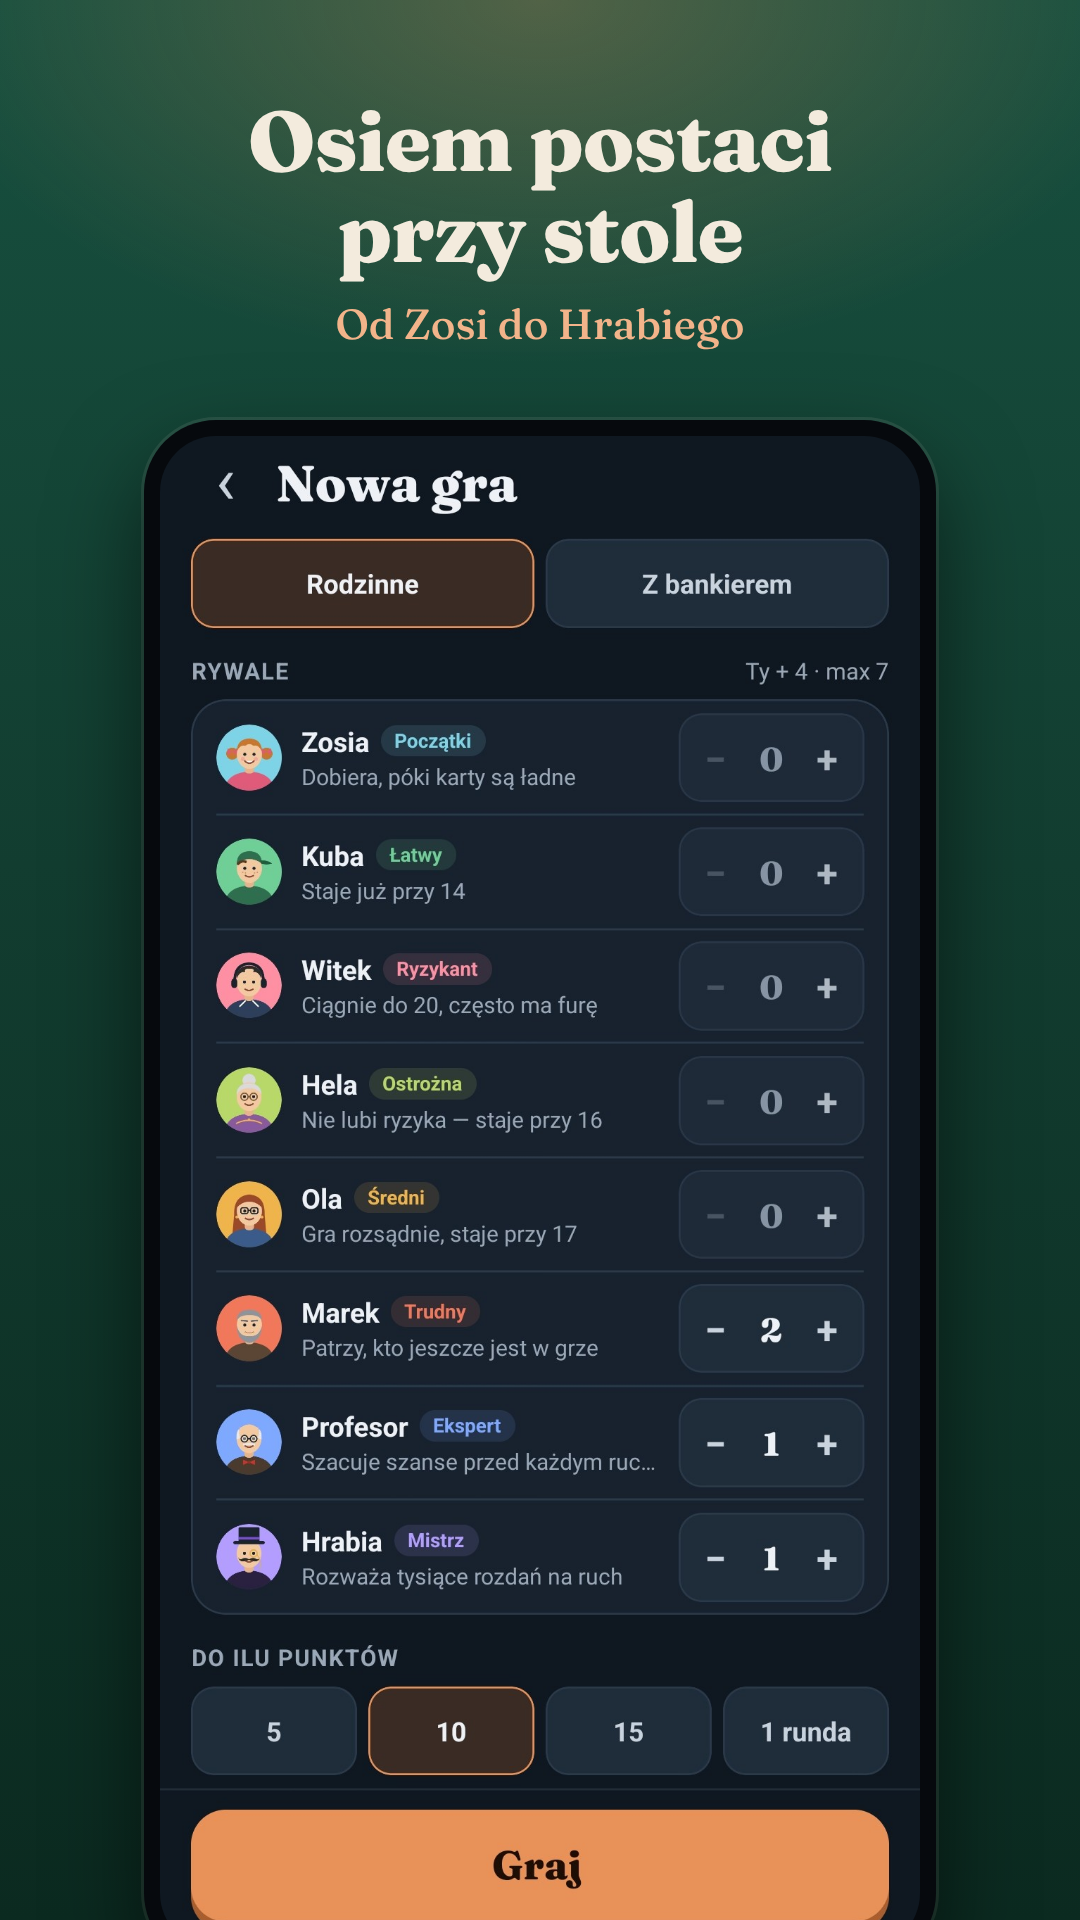 Osiem postaci
przy stole
Od Zosi do Hrabiego
Nowa gra
Rodzinne
Z bankierem
RYWALE
Ty + 4 · max 7
Zosia Początki
Dobiera, póki karty są ładne
− 0 +
Kuba Łatwy
Staje już przy 14
− 0 +
Witek Ryzykant
Ciągnie do 20, często ma furę
− 0 +
Hela Ostrożna
Nie lubi ryzyka — staje przy 16
− 0 +
Ola Średni
Gra rozsądnie, staje przy 17
− 0 +
Marek Trudny
Patrzy, kto jeszcze jest w grze
− 2 +
Profesor Ekspert
Szacuje szanse przed każdym ruc...
− 1 +
Hrabia Mistrz
Rozważa tysiące rozdań na ruch
− 1 +
DO ILU PUNKTÓW
5
10
15
1 runda
Graj